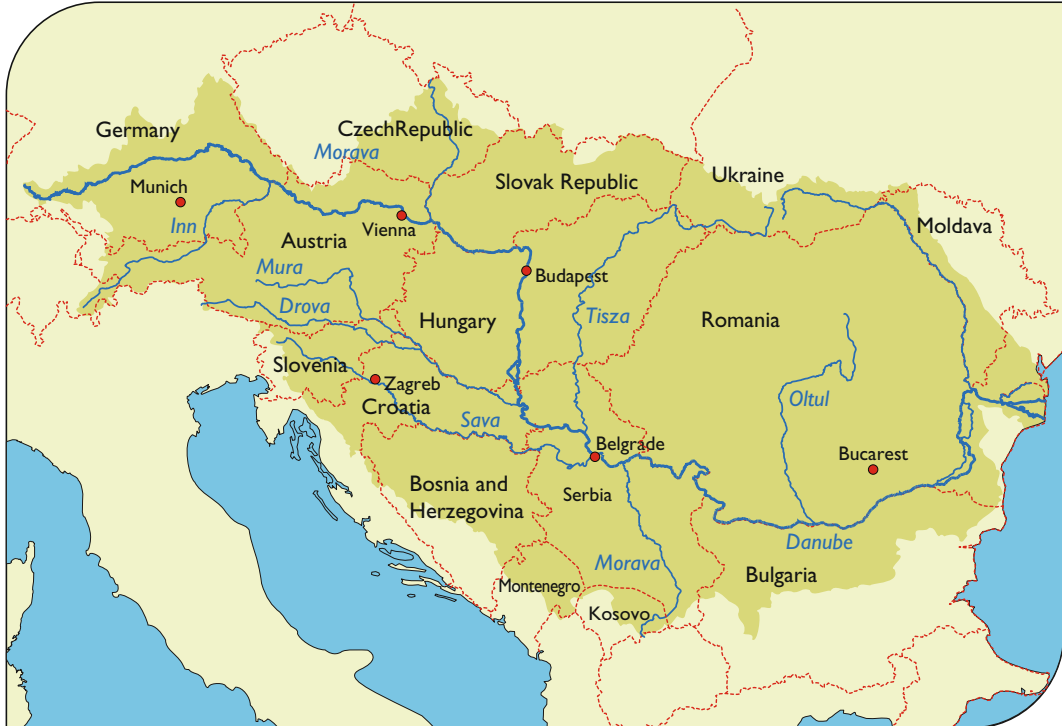 Germany
CzechRepublic
Morava
Slovak Republic
Ukraine
Munich
Inn
Vienna
Moldava
Austria
Mura
Budapest
Drova
Hungary
Tisza
Romania
Slovenia
Zagreb
Croatia
Sava
Oltul
Belgrade
Bucarest
Bosnia and
Herzegovina
Serbia
Danube
Morava
Bulgaria
Montenegro
Kosovo